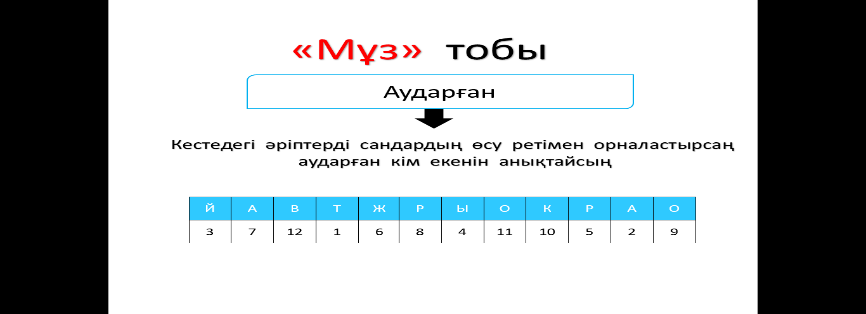 «Мұз» тобы
Аударған
Кестедегі әріптерді сандардың өсу ретімен орналастырсаң
аударған кім екенін анықтайсың
Й А В Т Ж Р Ы О К Р А О
3 7 12 1 6 8 4 11 10 5 2 9